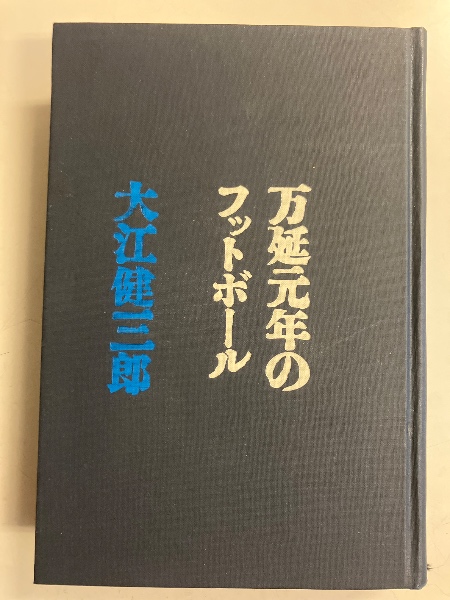 万延元年の
フットボール
大江健三郎